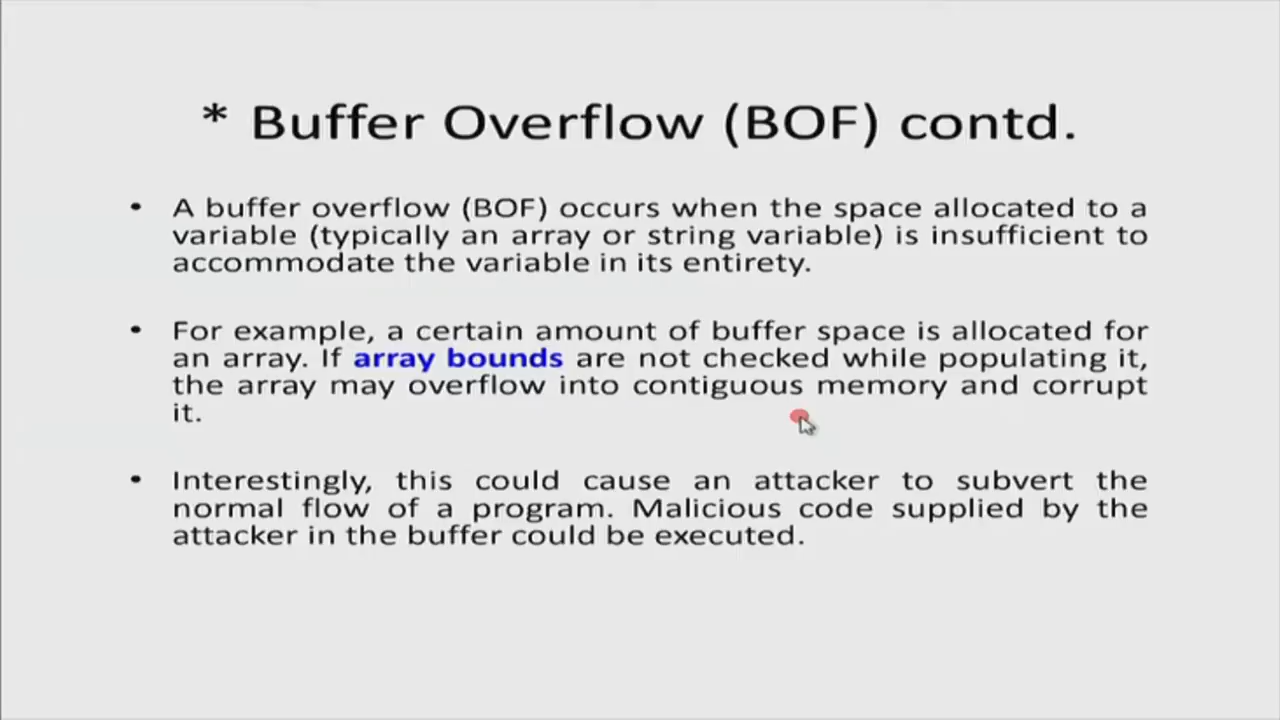 * Buffer Overflow (BOF) contd.
• A buffer overflow (BOF) occurs when the space allocated to a
variable (typically an array or string variable) is insufficient to
accommodate the variable in its entirety.
• For example, a certain amount of buffer space is allocated for
an array. If array bounds are not checked while populating it,
the array may overflow into contiguous memory and corrupt
it.
• Interestingly, this could cause an attacker to subvert the
normal flow of a program. Malicious code supplied by the
attacker in the buffer could be executed.